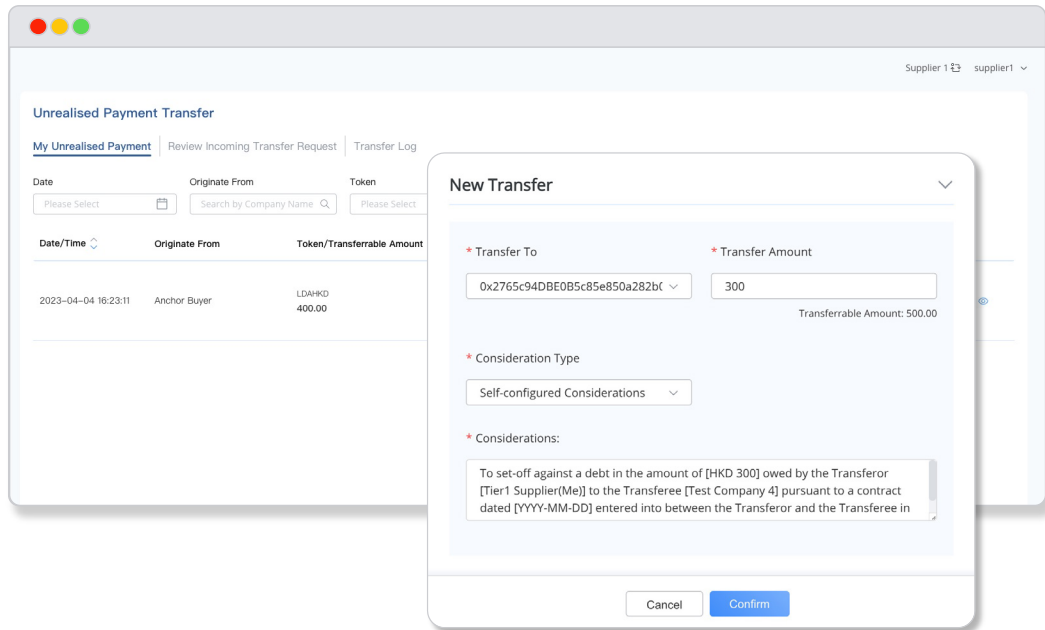 Supplier 1 supplier1
Unrealised Payment Transfer
My Unrealised Payment Review Incoming Transfer Request Transfer Log
Date Originate From Token
Please Select Search by Company Name Please Select
Date/Time Originate From Token/Transferrable Amount
2023-04-04 16:23:11 Anchor Buyer LDAHKD
400.00
New Transfer
* Transfer To * Transfer Amount
0x2765c94DBE0B5c85e850a282b 300
Transferrable Amount: 500.00
* Consideration Type
Self-configured Considerations
* Considerations:
To set-off against a debt in the amount of [HKD 300] owed by the Transferor
[Tier1 Supplier(Me)] to the Transferee [Test Company 4] pursuant to a contract
dated [YYYY-MM-DD] entered into between the Transferor and the Transferee in
Cancel Confirm